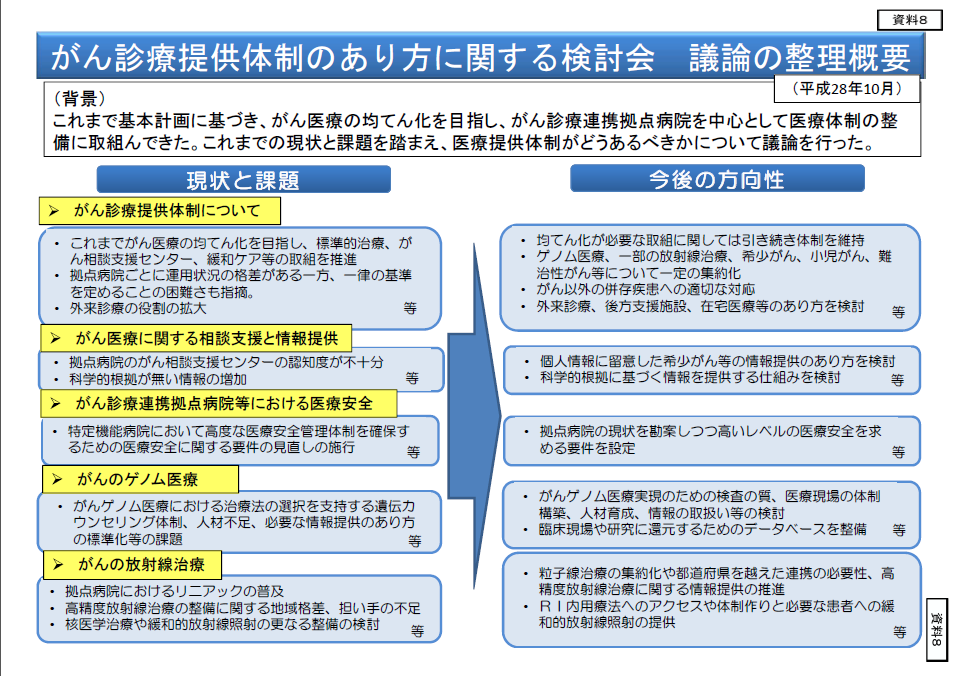 資料８
がん診療提供体制のあり方に関する検討会　議論の整理概要
（平成28年10月）
（背景）
これまで基本計画に基づき、がん医療の均てん化を目指し、がん診療連携拠点病院を中心として医療体制の整
備に取組んできた。これまでの現状と課題を踏まえ、医療提供体制がどうあるべきかについて議論を行った。
現状と課題
➢ がん診療提供体制について
・ これまでがん医療の均てん化を目指し、標準的治療、が
ん相談支援センター、緩和ケア等の取組を推進
・ 拠点病院ごとに運用状況の格差がある一方、一律の基準
を定めることの困難さも指摘。
・ 外来診療の役割の拡大 等
➢ がん医療に関する相談支援と情報提供
・ 拠点病院のがん相談支援センターの認知度が不十分
・ 科学的根拠が無い情報の増加 等
➢ がん診療連携拠点病院等における医療安全
・ 特定機能病院において高度な医療安全管理体制を確保す
るための医療安全に関する要件の見直しの施行 等
➢ がんのゲノム医療
・ がんゲノム医療における治療法の選択を支持する遺伝カ
ウンセリング体制、人材不足、必要な情報提供のあり方
の標準化等の課題 等
➢ がんの放射線治療
・ 拠点病院におけるリニアックの普及
・ 高精度放射線治療の整備に関する地域格差、担い手の不足
・ 核医学治療や緩和的放射線照射の更なる整備の検討 等
今後の方向性
・ 均てん化が必要な取組に関しては引き続き体制を維持
・ ゲノム医療、一部の放射線治療、希少がん、小児がん、難
治性がん等について一定の集約化
・ がん以外の併存疾患への適切な対応
・ 外来診療、後方支援施設、在宅医療等のあり方を検討 等
・ 個人情報に留意した希少がん等の情報提供のあり方を検討
・ 科学的根拠に基づく情報を提供する仕組みを検討 等
・ 拠点病院の現状を勘案しつつ高いレベルの医療安全を求
める要件を設定 等
・ がんゲノム医療実現のための検査の質、医療現場の体制
構築、人材育成、情報の取扱い等の検討
・ 臨床現場や研究に還元するためのデータベースを整備 等
・ 粒子線治療の集約化や都道府県を越えた連携の必要性、高
精度放射線治療に関する情報提供の推進
・ ＲＩ内用療法へのアクセスや体制作りと必要な患者への緩
和的放射線照射の提供 等
資料８